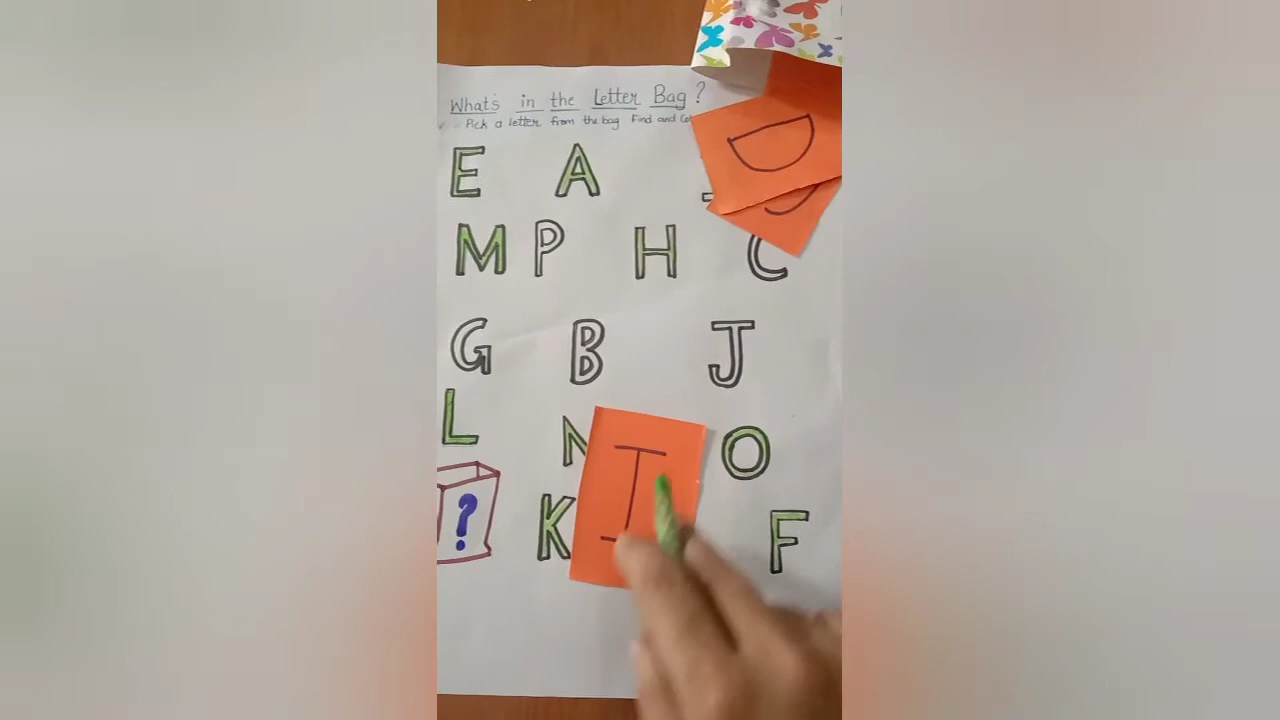 What's in the Letter Bag?
Pick a letter from the bag Find and
D
E A
M P H C
G B J
L N O
I
? K F